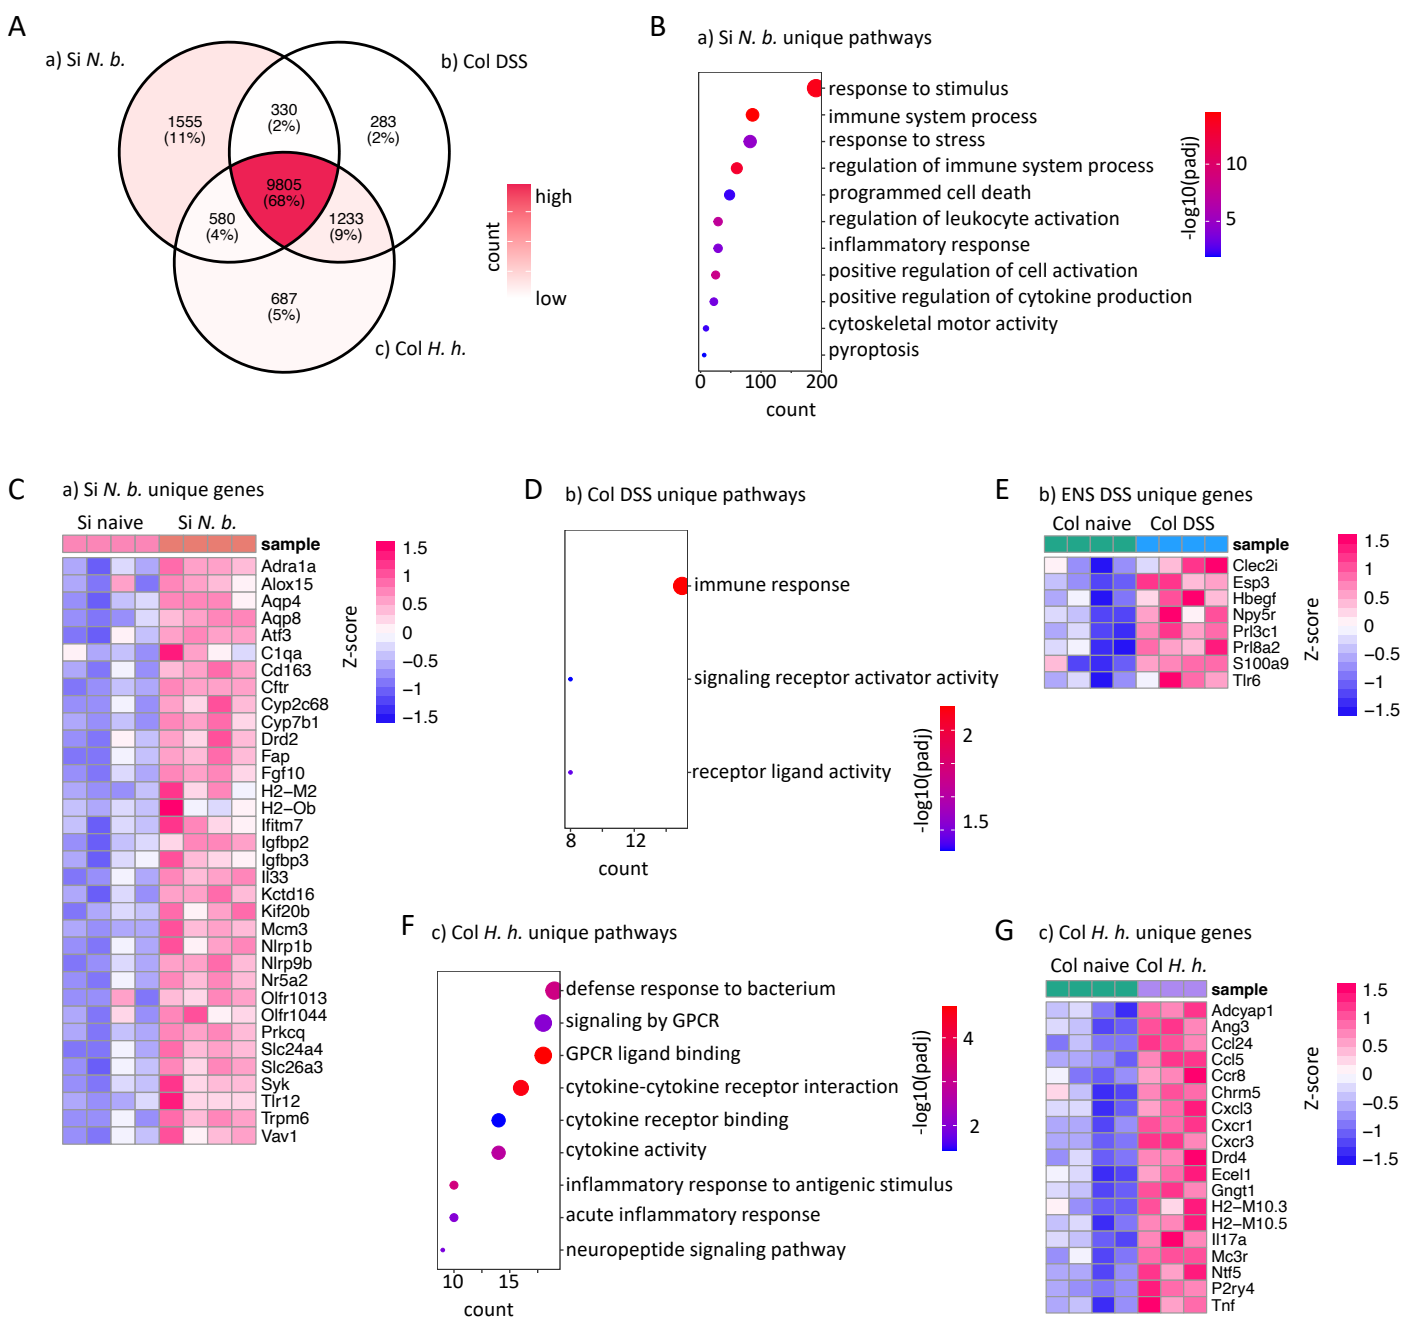 A
a) Si N. b.
b) Col DSS
1555
(11%)
330
(2%)
283
(2%)
9805
(68%)
580
(4%)
1233
(9%)
687
(5%)
c) Col H. h.
count
high
low
B
a) Si N. b. unique pathways
response to stimulus
immune system process
response to stress
regulation of immune system process
programmed cell death
regulation of leukocyte activation
inflammatory response
positive regulation of cell activation
positive regulation of cytokine production
cytoskeletal motor activity
pyroptosis
0 100 200
count
-log10(padj)
10
5
C
a) Si N. b. unique genes
Si naive Si N. b.
sample
Adra1a
Alox15
Aqp4
Aqp8
Atf3
C1qa
Cd163
Cftr
Cyp2c68
Cyp7b1
Drd2
Fap
Fgf10
H2−M2
H2−Ob
Ifitm7
Igfbp2
Igfbp3
Il33
Kctd16
Kif20b
Mcm3
Nlrp1b
Nlrp9b
Nr5a2
Olfr1013
Olfr1044
Prkcq
Slc24a4
Slc26a3
Syk
Tlr12
Trpm6
Vav1
Z-score
1.5
1
0.5
0
−0.5
−1
−1.5
D
b) Col DSS unique pathways
immune response
signaling receptor activator activity
receptor ligand activity
8 12
count
-log10(padj)
2
1.5
E
b) ENS DSS unique genes
Col naive Col DSS
sample
Clec2i
Esp3
Hbegf
Npy5r
Prl3c1
Prl8a2
S100a9
Tlr6
Z-score
1.5
1
0.5
0
−0.5
−1
−1.5
F
c) Col H. h. unique pathways
defense response to bacterium
signaling by GPCR
GPCR ligand binding
cytokine-cytokine receptor interaction
cytokine receptor binding
cytokine activity
inflammatory response to antigenic stimulus
acute inflammatory response
neuropeptide signaling pathway
10 15
count
-log10(padj)
4
2
G
c) Col H. h. unique genes
Col naive Col H. h.
sample
Adcyap1
Ang3
Ccl24
Ccl5
Ccr8
Chrm5
Cxcl3
Cxcr1
Cxcr3
Drd4
Ecel1
Gngt1
H2−M10.3
H2−M10.5
Il17a
Mc3r
Ntf5
P2ry4
Tnf
Z-score
1.5
1
0.5
0
−0.5
−1
−1.5